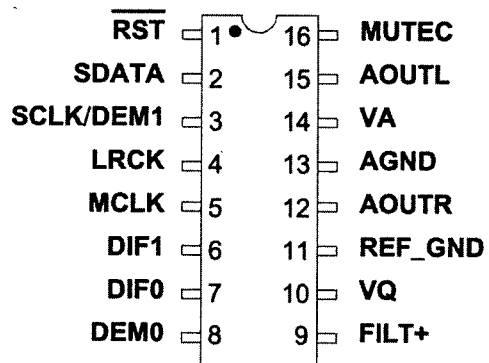 RST 1 16 MUTEC
SDATA 2 15 AOUTL
SCLK/DEM1 3 14 VA
LRCK 4 13 AGND
MCLK 5 12 AOUTR
DIF1 6 11 REF_GND
DIF0 7 10 VQ
DEM0 8 9 FILT+